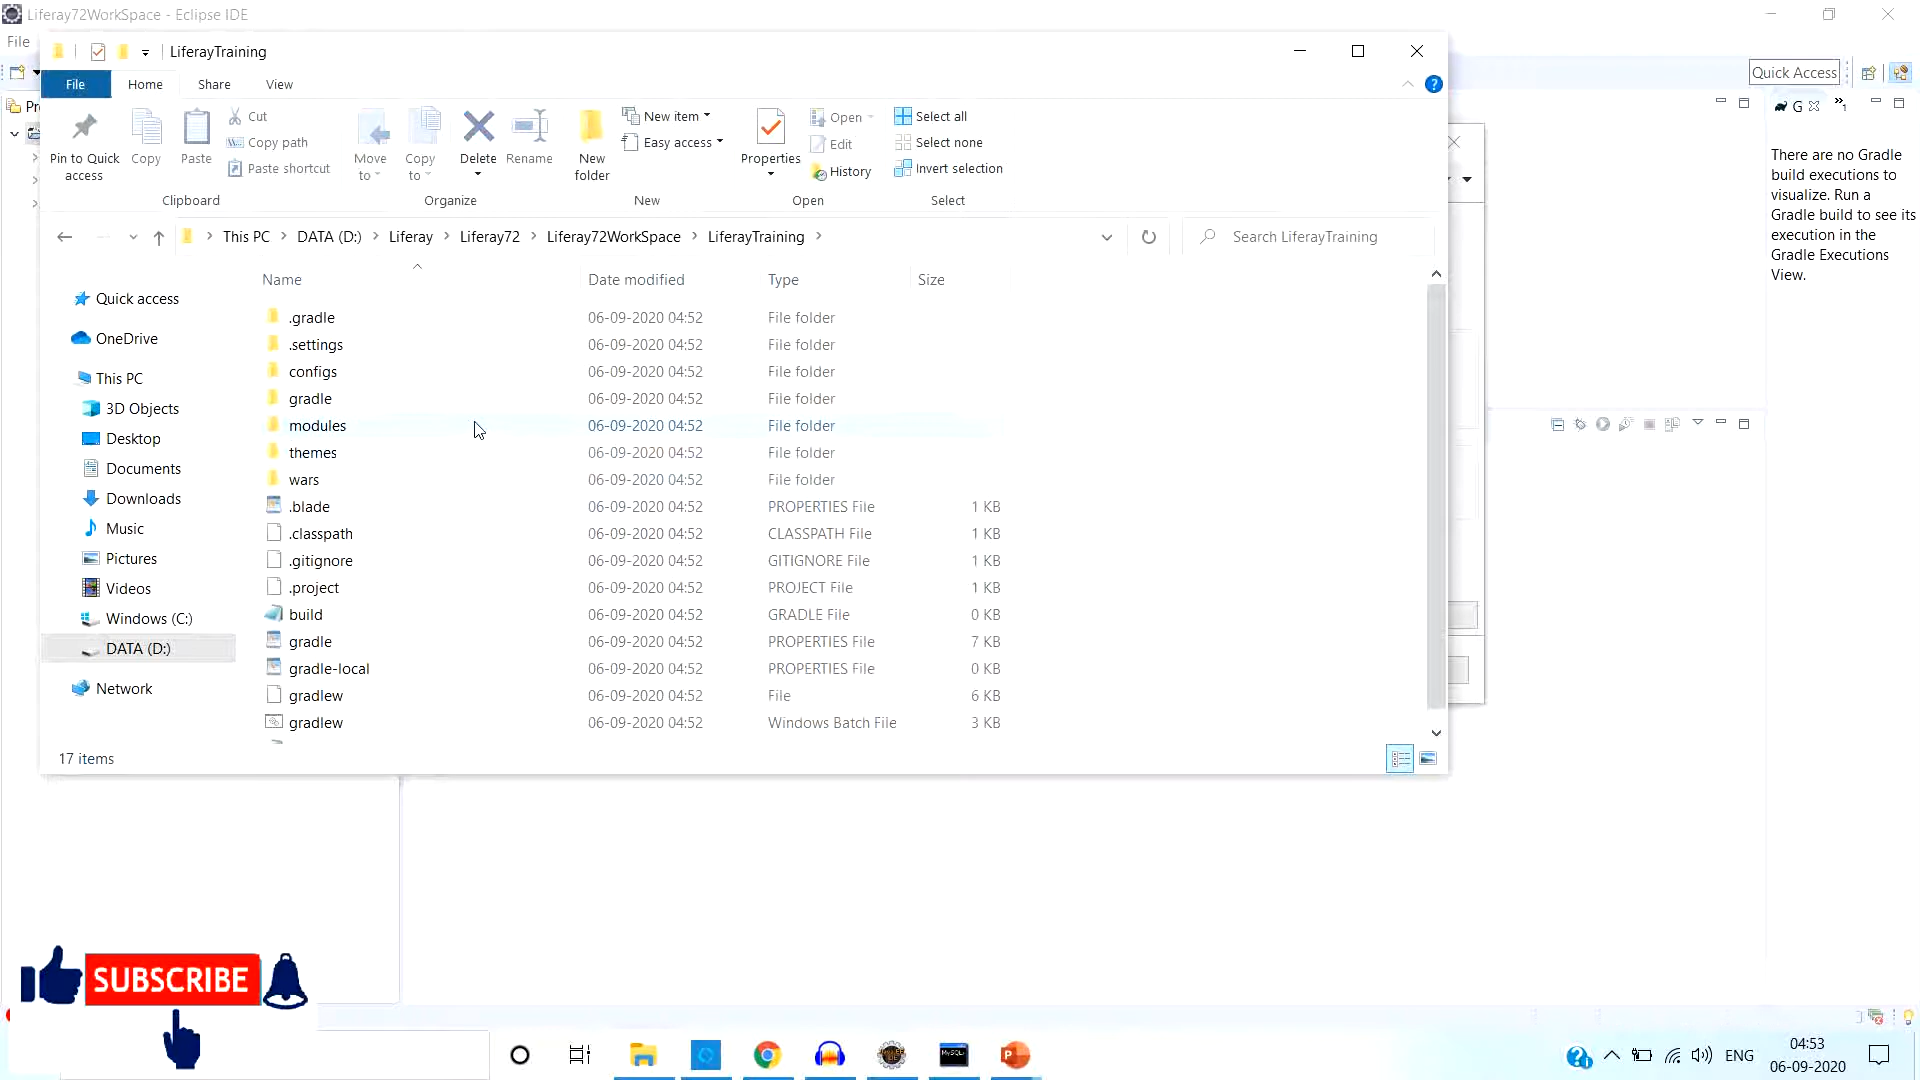 Liferay72WorkSpace - Eclipse IDE
File
LiferayTraining
File Home Share View
Quick Access
Pin to Quick access
Copy
Paste
Cut
Copy path
Paste shortcut
Clipboard
Move to
Copy to
Delete
Rename
Organize
New folder
New item
Easy access
New
Properties
Open
Edit
History
Open
Select all
Select none
Invert selection
Select
G
There are no Gradle
build executions to
visualize. Run a
Gradle build to see its
execution in the
Gradle Executions
View.
This PC DATA (D:) Liferay Liferay72 Liferay72WorkSpace LiferayTraining
Search LiferayTraining
Quick access
OneDrive
This PC
3D Objects
Desktop
Documents
Downloads
Music
Pictures
Videos
Windows (C:)
DATA (D:)
Network
Name Date modified Type Size
.gradle 06-09-2020 04:52 File folder
.settings 06-09-2020 04:52 File folder
configs 06-09-2020 04:52 File folder
gradle 06-09-2020 04:52 File folder
modules 06-09-2020 04:52 File folder
themes 06-09-2020 04:52 File folder
wars 06-09-2020 04:52 File folder
.blade 06-09-2020 04:52 PROPERTIES File 1 KB
.classpath 06-09-2020 04:52 CLASSPATH File 1 KB
.gitignore 06-09-2020 04:52 GITIGNORE File 1 KB
.project 06-09-2020 04:52 PROJECT File 1 KB
build 06-09-2020 04:52 GRADLE File 0 KB
gradle 06-09-2020 04:52 PROPERTIES File 7 KB
gradle-local 06-09-2020 04:52 PROPERTIES File 0 KB
gradlew 06-09-2020 04:52 File 6 KB
gradlew 06-09-2020 04:52 Windows Batch File 3 KB
17 items
SUBSCRIBE
ENG
04:53
06-09-2020